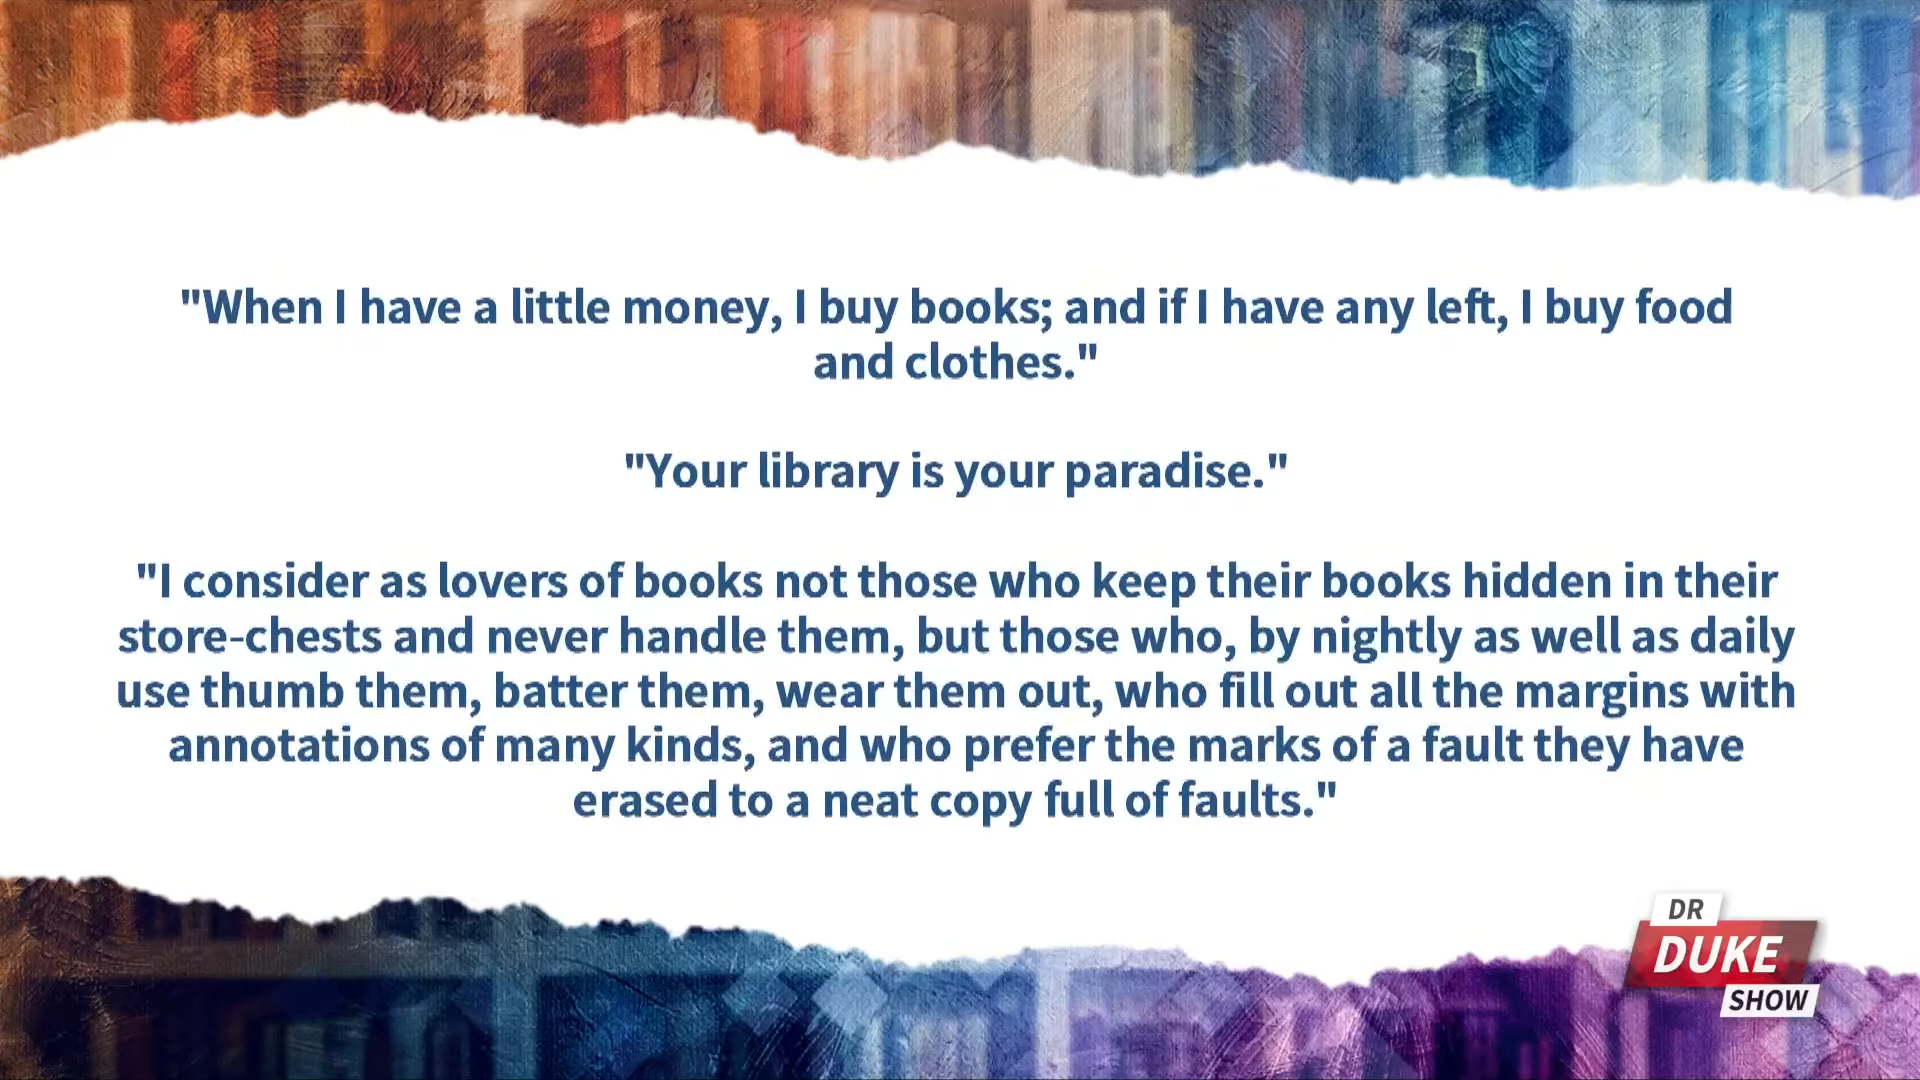 "When I have a little money, I buy books; and if I have any left, I buy food
and clothes."
"Your library is your paradise."
"I consider as lovers of books not those who keep their books hidden in their
store-chests and never handle them, but those who, by nightly as well as daily
use thumb them, batter them, wear them out, who fill out all the margins with
annotations of many kinds, and who prefer the marks of a fault they have
erased to a neat copy full of faults."
DR
DUKE
SHOW